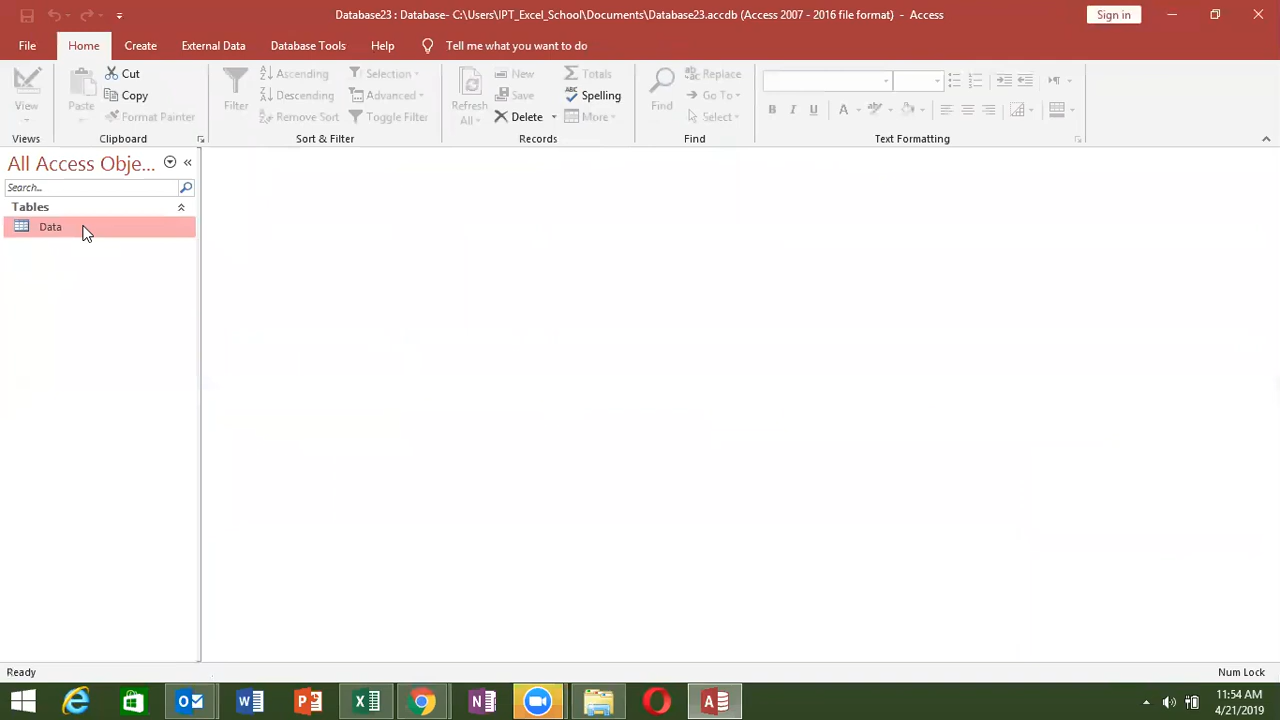 Database23 : Database- C:\Users\IPT_Excel_School\Documents\Database23.accdb (Access 2007 - 2016 file format) - Access
Sign in
File Home Create External Data Database Tools Help Tell me what you want to do
View
Paste
Cut
Copy
Format Painter
Filter
Ascending
Descending
Remove Sort
Selection
Advanced
Toggle Filter
Refresh All
New
Save
Delete
Totals
Spelling
More
Find
Replace
Go To
Select
B I U A
Views Clipboard Sort & Filter Records Find Text Formatting
All Access Obje...
Search...
Tables
Data
Ready
Num Lock
11:54 AM
4/21/2019